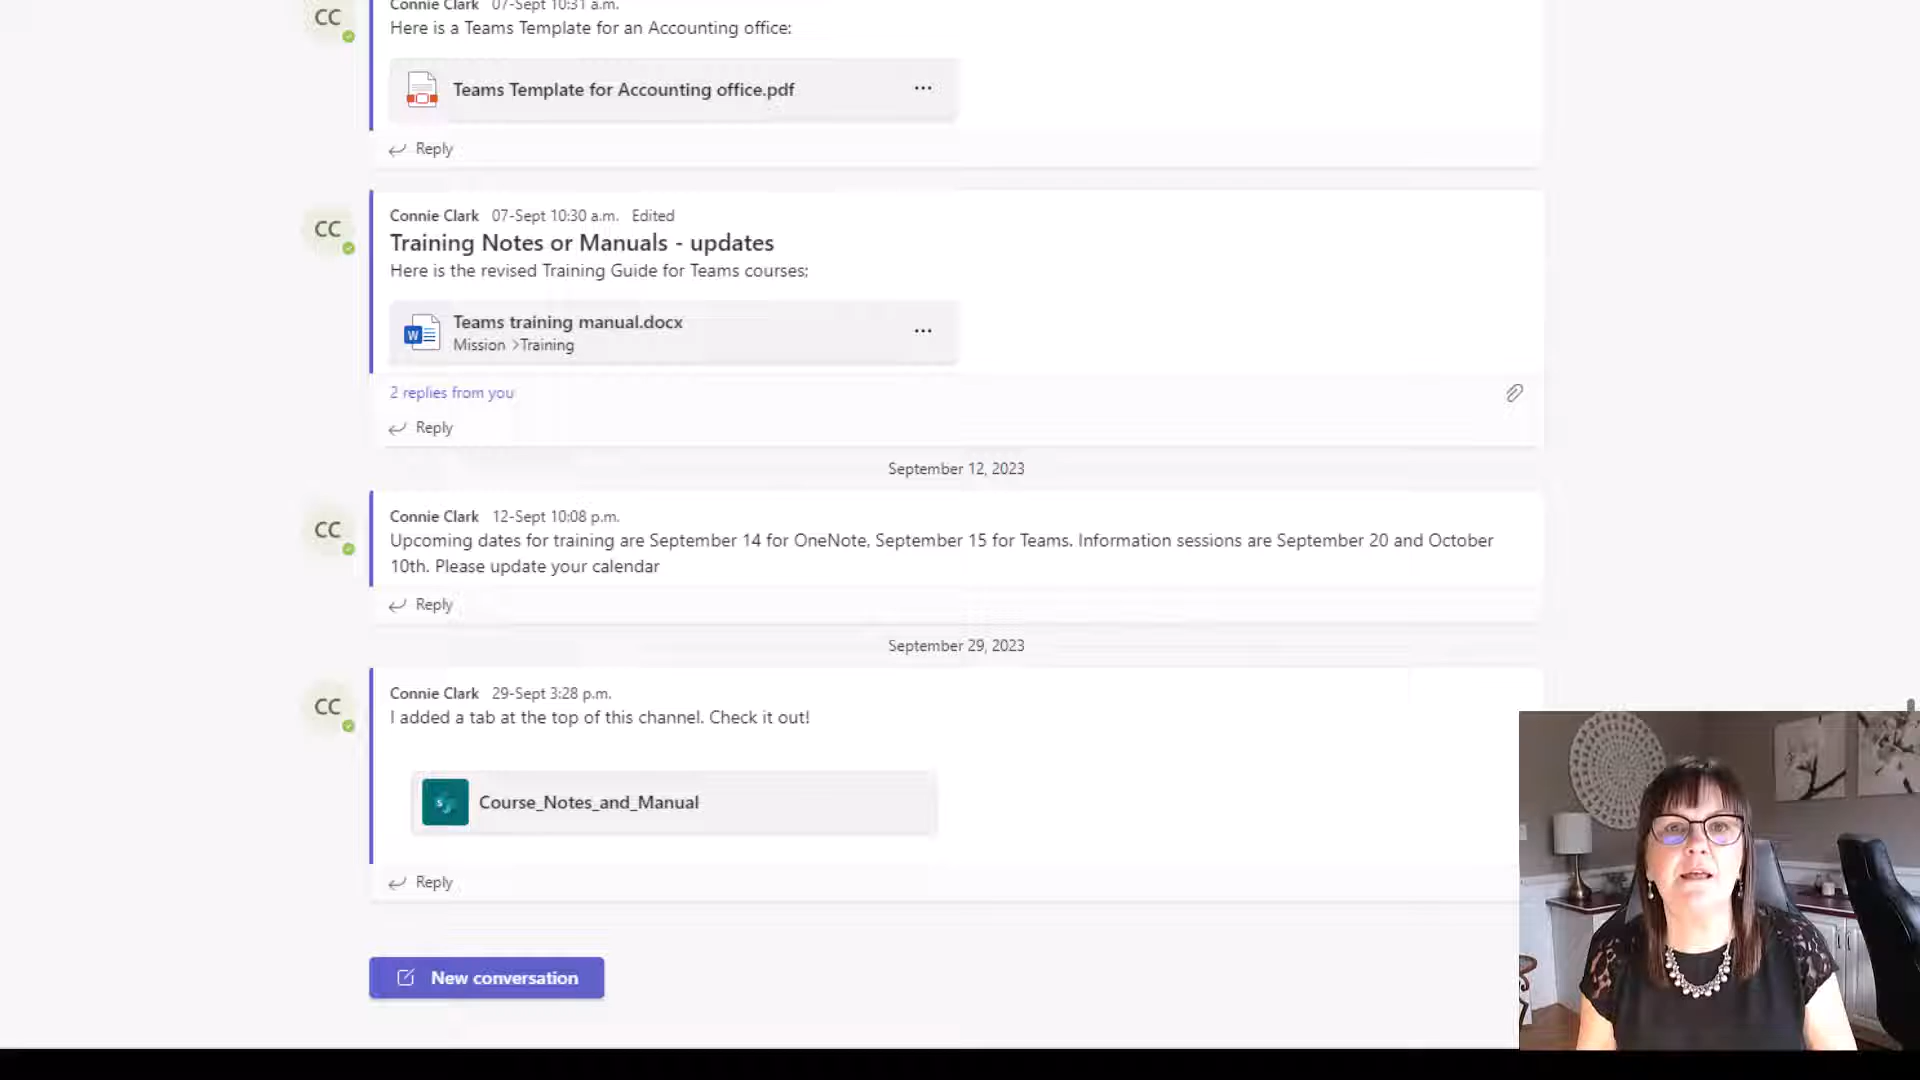 CC
Connie Clark 07-Sept 10:31 a.m.
Here is a Teams Template for an Accounting office:
Teams Template for Accounting office.pdf
Reply
CC
Connie Clark 07-Sept 10:30 a.m. Edited
Training Notes or Manuals - updates
Here is the revised Training Guide for Teams courses:
W
Teams training manual.docx
Mission >Training
2 replies from you
Reply
September 12, 2023
CC
Connie Clark 12-Sept 10:08 p.m.
Upcoming dates for training are September 14 for OneNote, September 15 for Teams. Information sessions are September 20 and October
10th. Please update your calendar
Reply
September 29, 2023
CC
Connie Clark 29-Sept 3:28 p.m.
I added a tab at the top of this channel. Check it out!
S
Course_Notes_and_Manual
Reply
New conversation